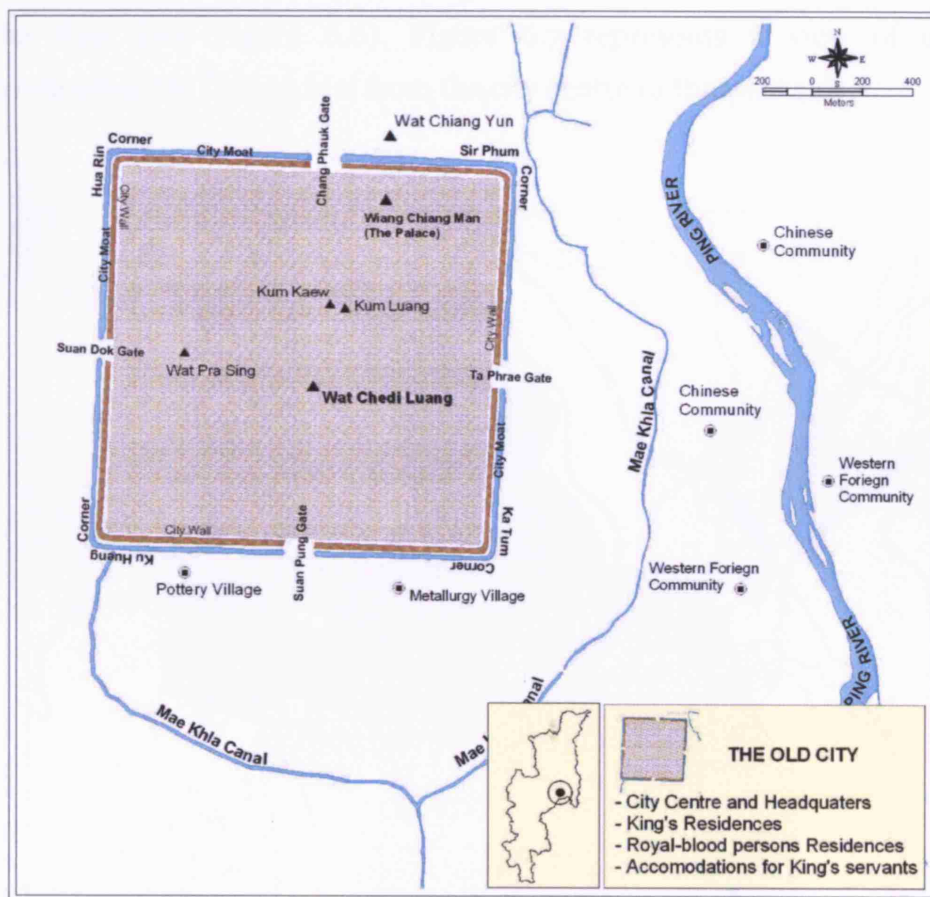 N
W E
S
200 0 200 400
Meters
Wat Chiang Yun
Corner
Hua Rin
City Moat
Chang Phauk Gate
Sir Phum
Corner
City Wall
City Moat
Wiang Chiang Man
(The Palace)
PING RIVER
Chinese
Community
Kum Kaew
Kum Luang
City Wall
Suan Dok Gate
Wat Pra Sing
Ta Phrae Gate
Wat Chedi Luang
Mae Khla Canal
Chinese
Community
City Moat
Western
Foriegn
Community
Corner
Ku Hueng
City Wall
Suan Pung Gate
Ka Tum
Corner
Pottery Village
Metallurgy Village
Western Foriegn
Community
PING RIVER
Mae Khla Canal
Mae
THE OLD CITY
- City Centre and Headquaters
- King's Residences
- Royal-blood persons Residences
- Accomodations for King's servants